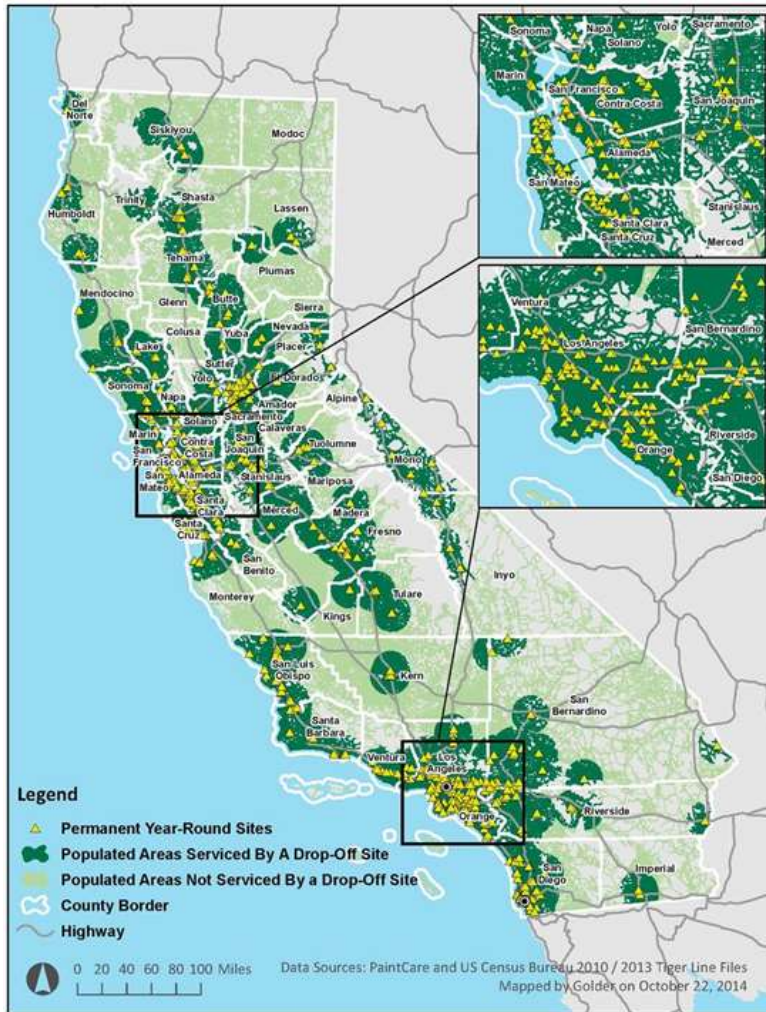 Del
Norte
Siskiyou
Modoc
Humboldt
Trinity
Shasta
Lassen
Tehama
Plumas
Mendocino
Glenn
Butte
Sierra
Colusa
Yuba
Nevada
Lake
Placer
Sutter
Yolo
El Dorado
Sonoma
Napa
Sacramento
Amador
Alpine
Solano
Calaveras
Marin
Contra
Costa
San
Joaquin
Tuolumne
Mono
San
Francisco
Alameda
Stanislaus
Mariposa
San
Mateo
Santa
Clara
Merced
Madera
Santa
Cruz
Fresno
San
Benito
Inyo
Monterey
Kings
Tulare
San Luis
Obispo
Kern
San
Bernardino
Santa
Barbara
Ventura
Los
Angeles
Orange
Riverside
San
Diego
Imperial
Sonoma
Napa
Solano
Yolo
Sacramento
Marin
San Francisco
Contra Costa
San Joaquin
Alameda
San Mateo
Stanislaus
Santa Clara
Santa Cruz
Merced
Ventura
Los Angeles
San Bernardino
Orange
Riverside
San Diego
Legend
Permanent Year-Round Sites
Populated Areas Serviced By A Drop-Off Site
Populated Areas Not Serviced By a Drop-Off Site
County Border
Highway
0 20 40 60 80 100 Miles
Data Sources: PaintCare and US Census Bureau 2010 / 2013 Tiger Line Files
Mapped by Golder on October 22, 2014